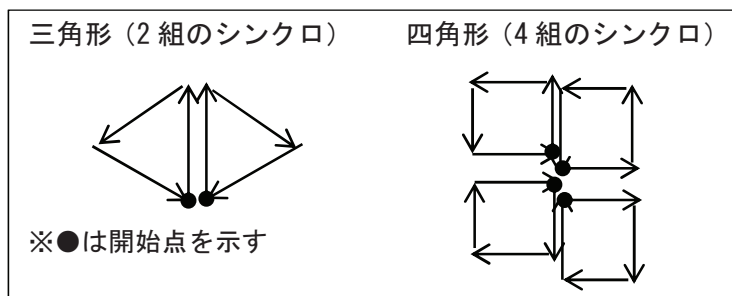 三角形（2組のシンクロ）
四角形（4組のシンクロ）
※●は開始点を示す